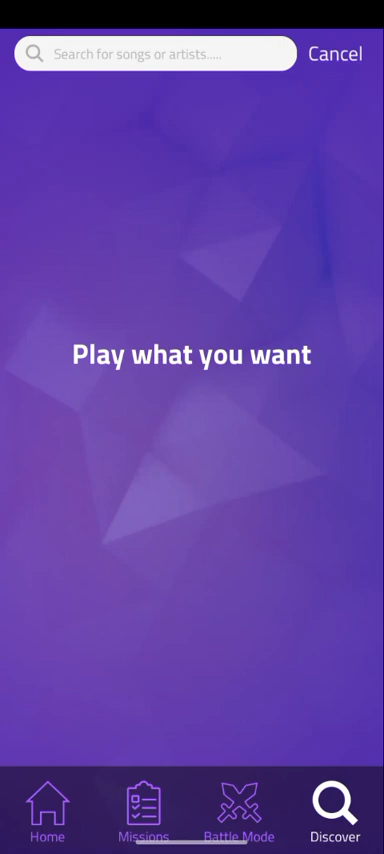 Search for songs or artists.....
Cancel
Play what you want
Home
Missions
Battle Mode
Discover